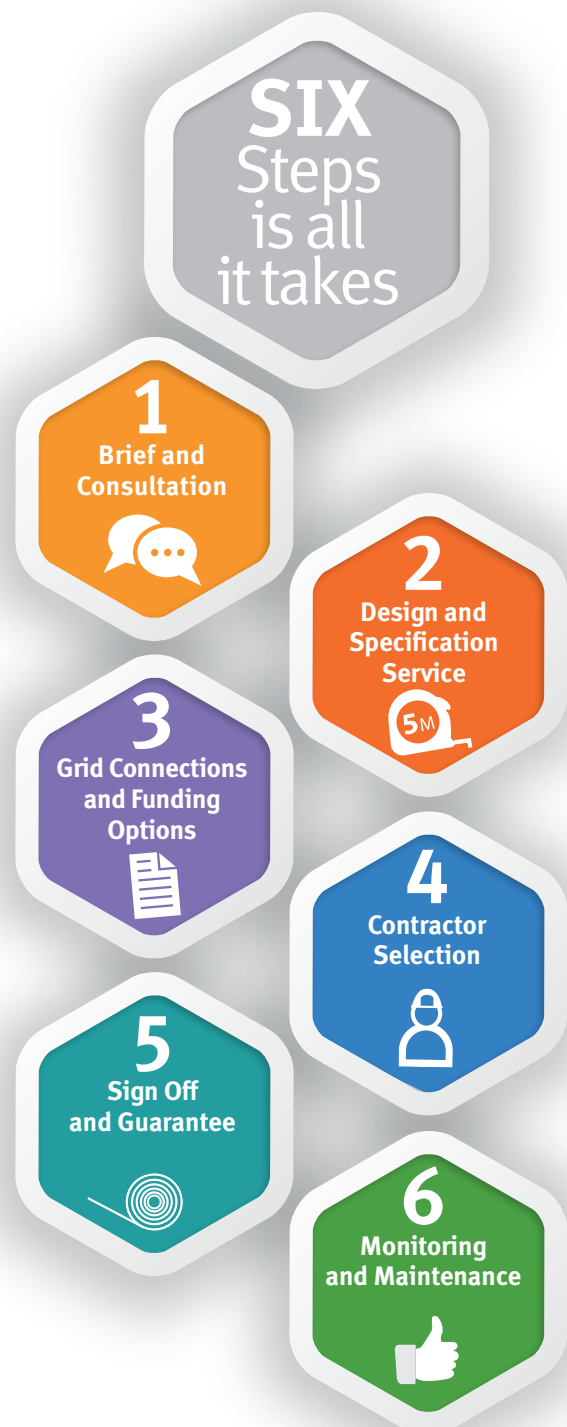 SIX
Steps
is all
it takes
1
Brief and
Consultation
2
Design and
Specification
Service
5M
3
Grid Connections
and Funding
Options
4
Contractor
Selection
5
Sign Off
and Guarantee
6
Monitoring
and Maintenance